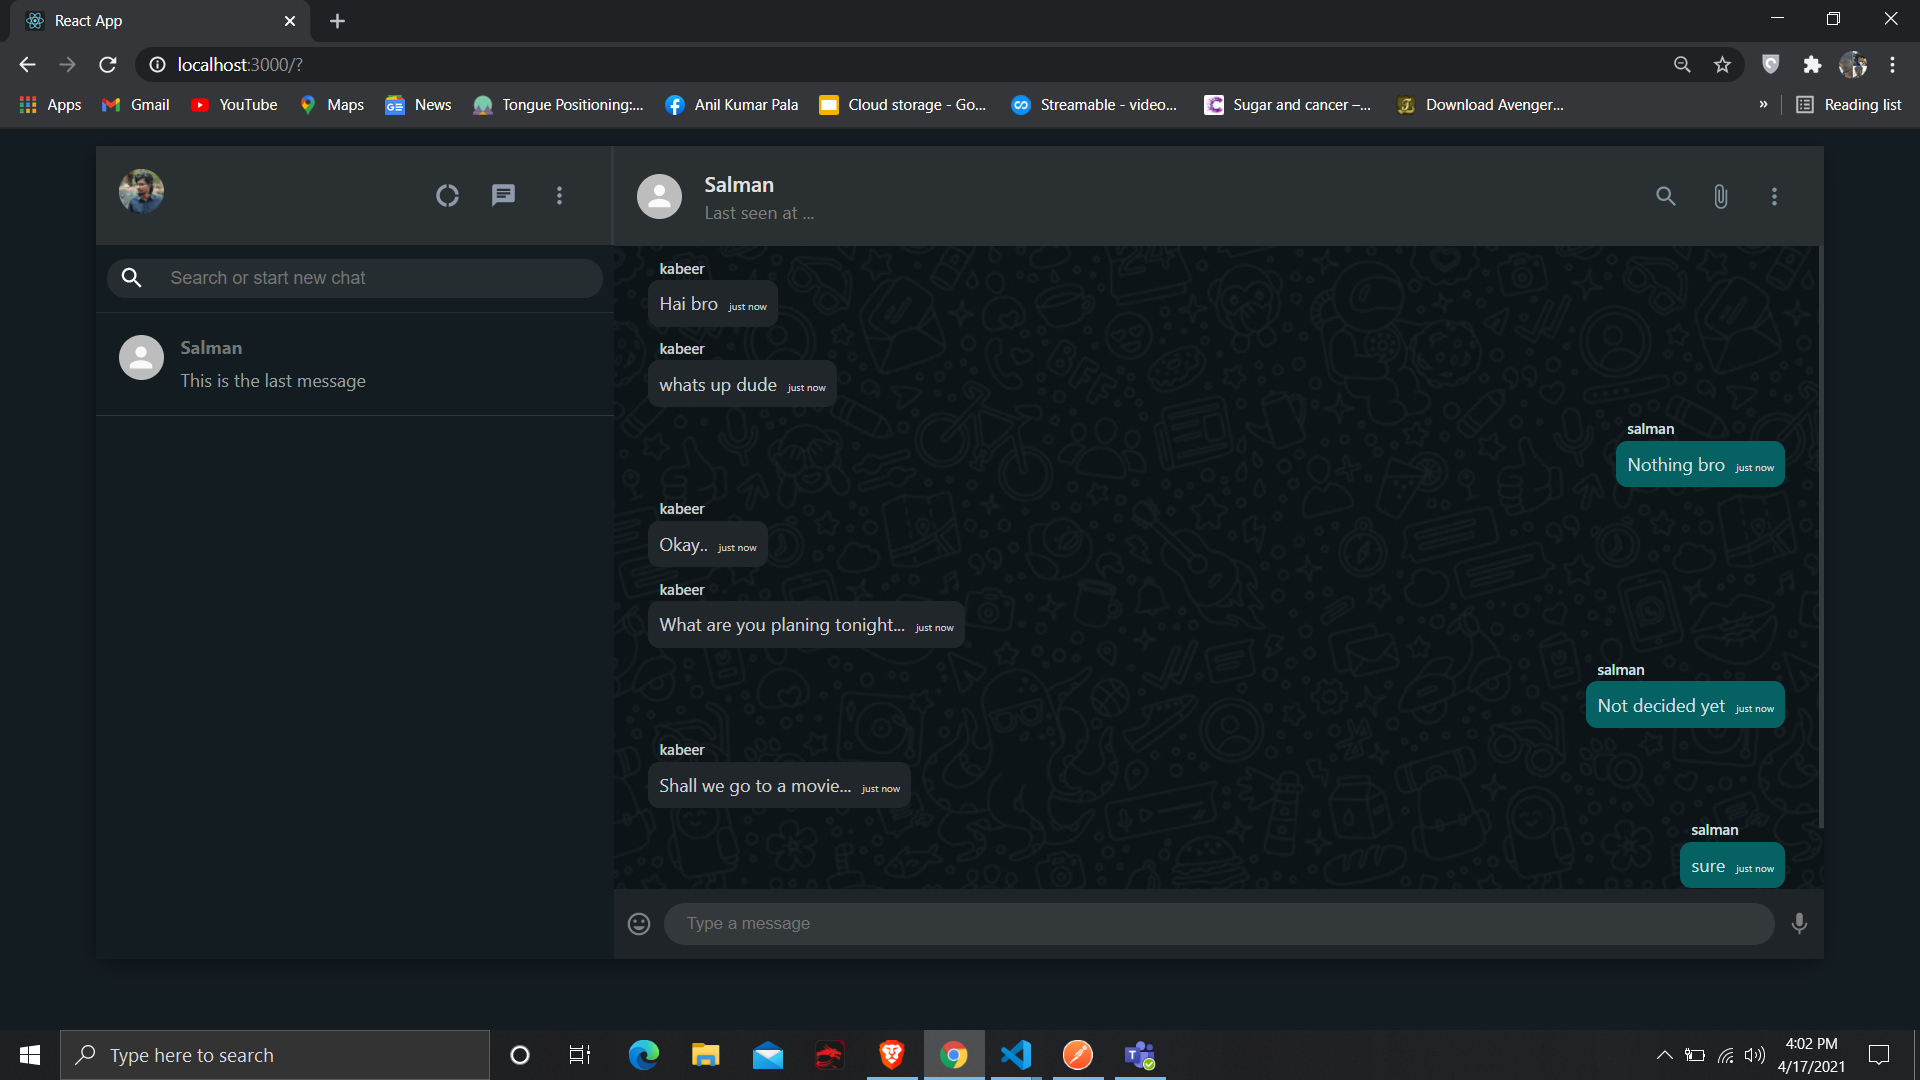 React App
localhost:3000/?
Apps Gmail YouTube Maps News Tongue Positioning:... Anil Kumar Pala Cloud storage - Go... Streamable - video... Sugar and cancer –... Download Avenger... » Reading list
Salman
Last seen at ...
Search or start new chat
Salman
This is the last message
kabeer
Hai bro just now
kabeer
whats up dude just now
salman
Nothing bro just now
kabeer
Okay.. just now
kabeer
What are you planing tonight... just now
salman
Not decided yet just now
kabeer
Shall we go to a movie... just now
salman
sure just now
Type a message
Type here to search
4:02 PM
4/17/2021